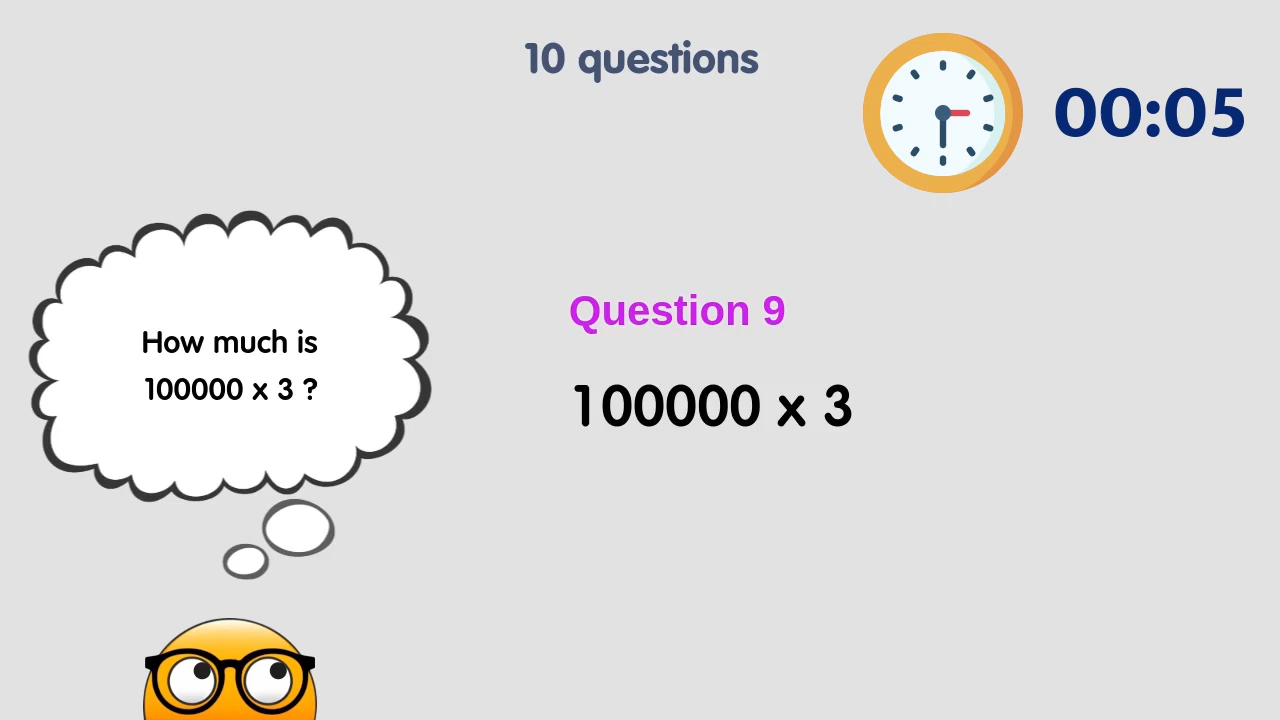 10 questions
00:05
How much is
100000 x 3 ?
Question 9
100000 x 3